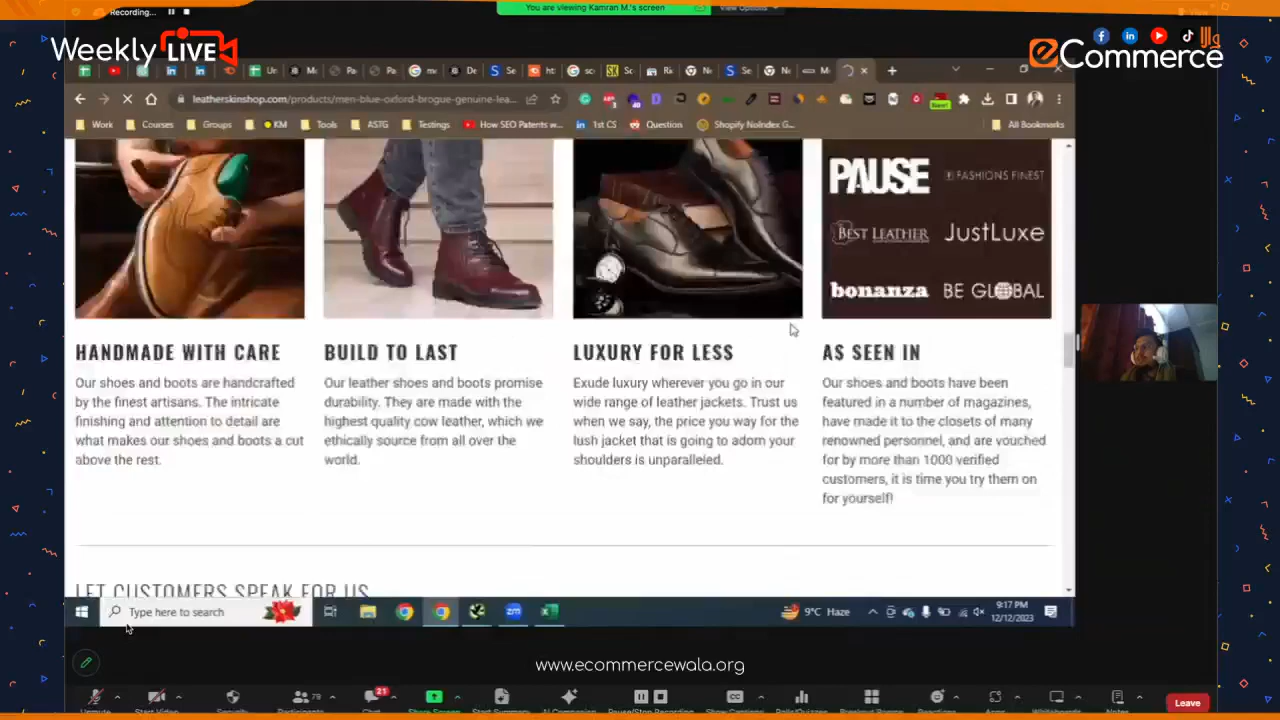 Recording...
You are viewing Kamran M.'s screen
View Options
Weekly LIVE
eCommerce والا
leatherskinshop.com/products/men-blue-oxford-brogue-genuine-lea...
Work
Courses
Groups
KM
Tools
ASTG
Testings
How SEO Patents w...
1st CS
Question
Shopify NoIndex G...
All Bookmarks
PAUSE
FASHIONS FINEST
BEST LEATHER
JustLuxe
bonanza
BE GLOBAL
HANDMADE WITH CARE
Our shoes and boots are handcrafted
by the finest artisans. The intricate
finishing and attention to detail are
what makes our shoes and boots a cut
above the rest.
BUILD TO LAST
Our leather shoes and boots promise
durability. They are made with the
highest quality cow leather, which we
ethically source from all over the
world.
LUXURY FOR LESS
Exude luxury wherever you go in our
wide range of leather jackets. Trust us
when we say, the price you way for the
lush jacket that is going to adorn your
shoulders is unparalleled.
AS SEEN IN
Our shoes and boots have been
featured in a number of magazines,
have made it to the closets of many
renowned personnel, and are vouched
for by more than 1000 verified
customers, it is time you try them on
for yourself!
LET CUSTOMERS SPEAK FOR US
Type here to search
9°C Haze
9:17 PM
12/12/2023
www.ecommercewala.org
21
79
Leave